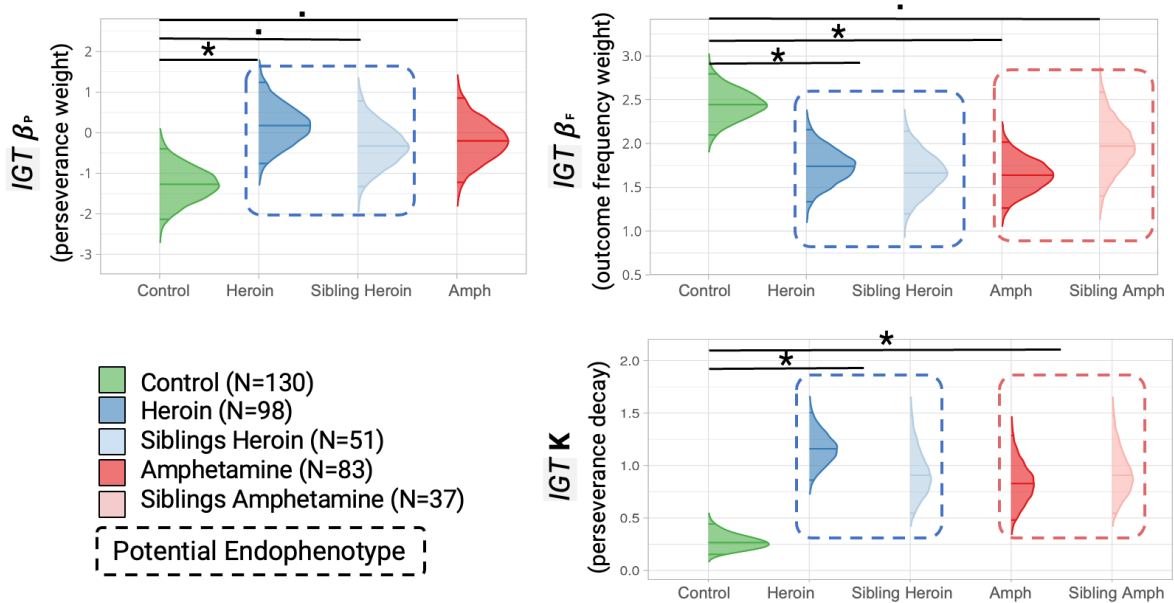 IGT βP
(perseverance weight)
2
1
0
-1
-2
-3
*
Control
Heroin
Sibling Heroin
Amph
IGT βF
(outcome frequency weight)
3.0
2.5
2.0
1.5
1.0
0.5
*
*
Control
Heroin
Sibling Heroin
Amph
Sibling Amph
Control (N=130)
Heroin (N=98)
Siblings Heroin (N=51)
Amphetamine (N=83)
Siblings Amphetamine (N=37)
Potential Endophenotype
IGT K
(perseverance decay)
2.0
1.5
1.0
0.5
0.0
*
*
Control
Heroin
Sibling Heroin
Amph
Sibling Amph